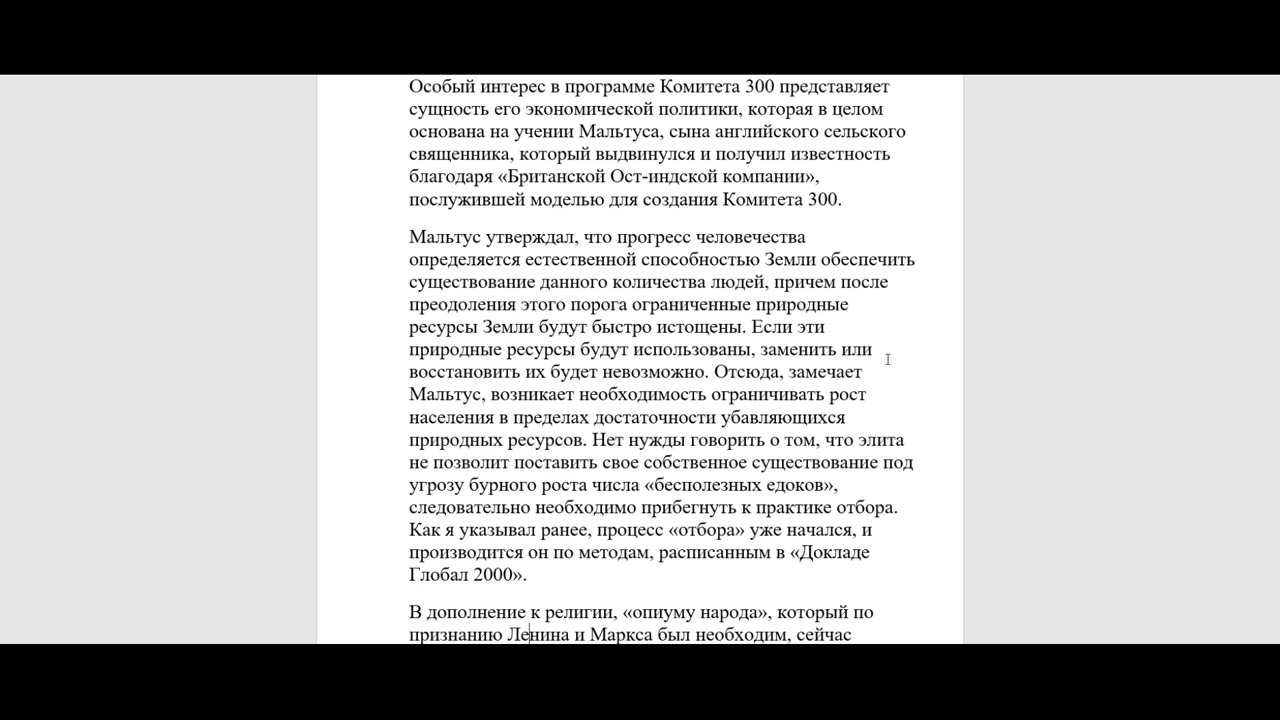 Особый интерес в программе Комитета 300 представляет
сущность его экономической политики, которая в целом
основана на учении Мальтуса, сына английского сельского
священника, который выдвинулся и получил известность
благодаря «Британской Ост-индской компании»,
послужившей моделью для создания Комитета 300.
Мальтус утверждал, что прогресс человечества
определяется естественной способностью Земли обеспечить
существование данного количества людей, причем после
преодоления этого порога ограниченные природные
ресурсы Земли будут быстро истощены. Если эти
природные ресурсы будут использованы, заменить или
восстановить их будет невозможно. Отсюда, замечает
Мальтус, возникает необходимость ограничивать рост
населения в пределах достаточности убавляющихся
природных ресурсов. Нет нужды говорить о том, что элита
не позволит поставить свое собственное существование под
угрозу бурного роста числа «бесполезных едоков»,
следовательно необходимо прибегнуть к практике отбора.
Как я указывал ранее, процесс «отбора» уже начался, и
производится он по методам, расписанным в «Докладе
Глобал 2000».
В дополнение к религии, «опиуму народа», который по
признанию Ленина и Маркса был необходим, сейчас